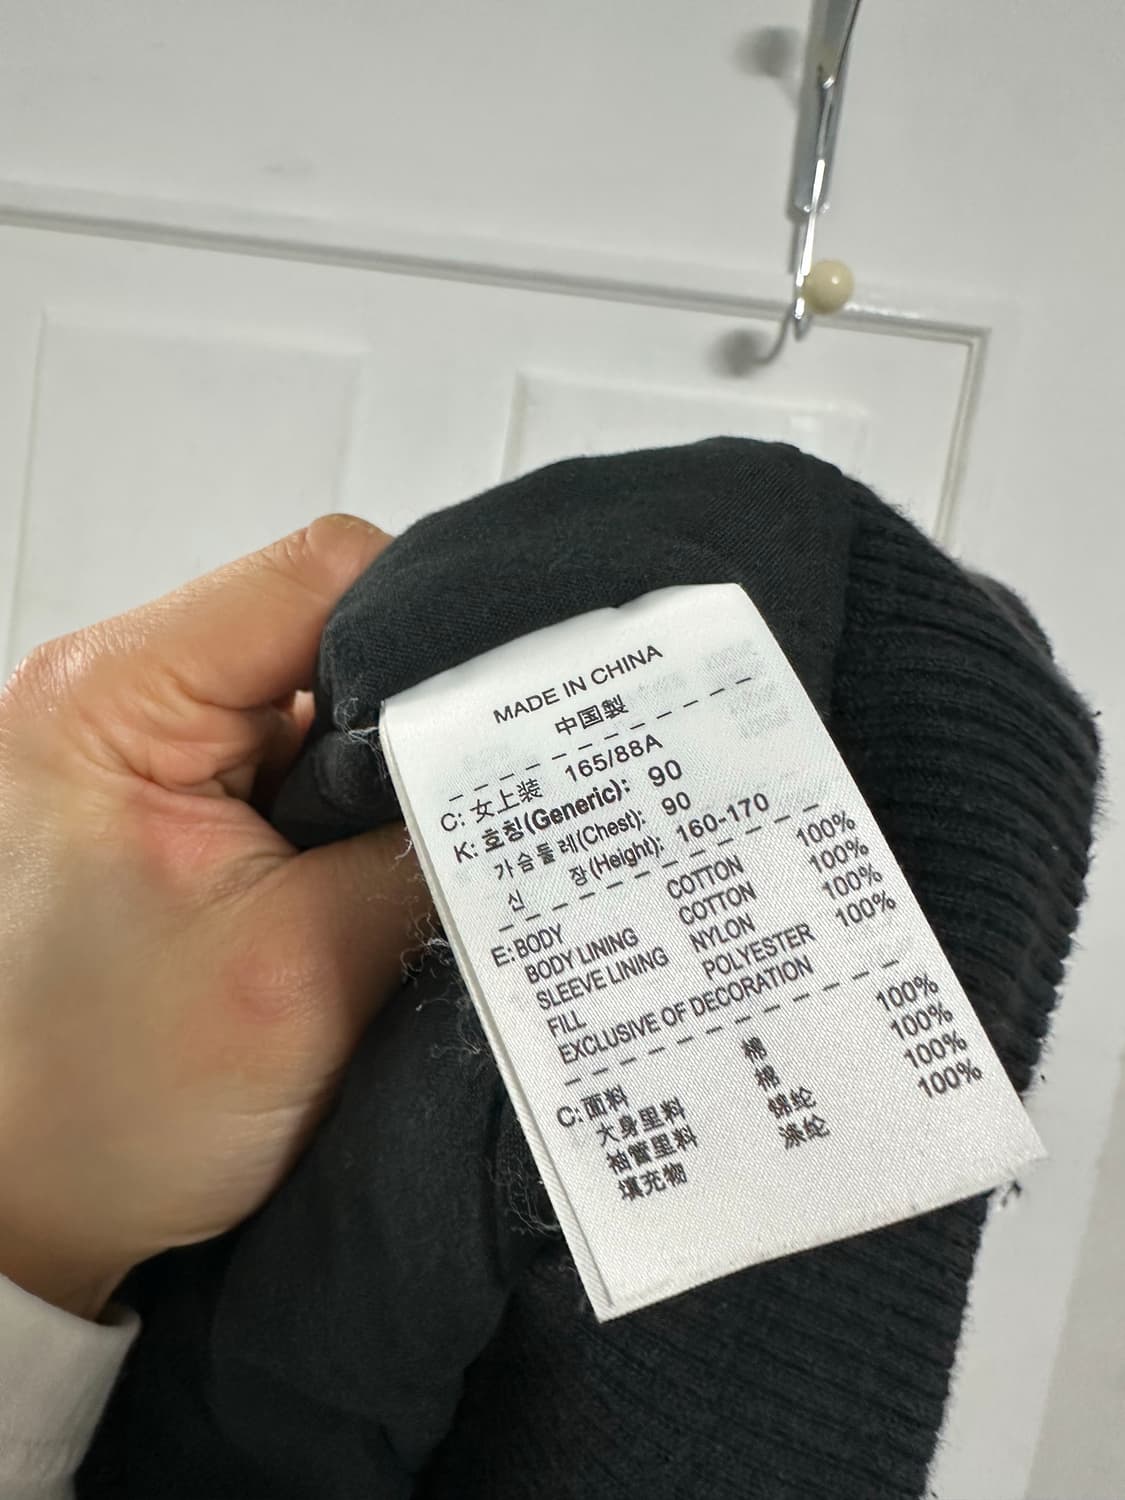 MADE IN CHINA
中国製
C: 女上装 165/88A
K: 호칭(Generic): 90
가슴둘레(Chest): 90
신 장(Height): 160-170
E: BODY COTTON 100%
BODY LINING COTTON 100%
SLEEVE LINING NYLON 100%
FILL POLYESTER 100%
EXCLUSIVE OF DECORATION
C: 面料 棉 100%
大身里料 棉 100%
袖管里料 锦纶 100%
填充物 涤纶 100%